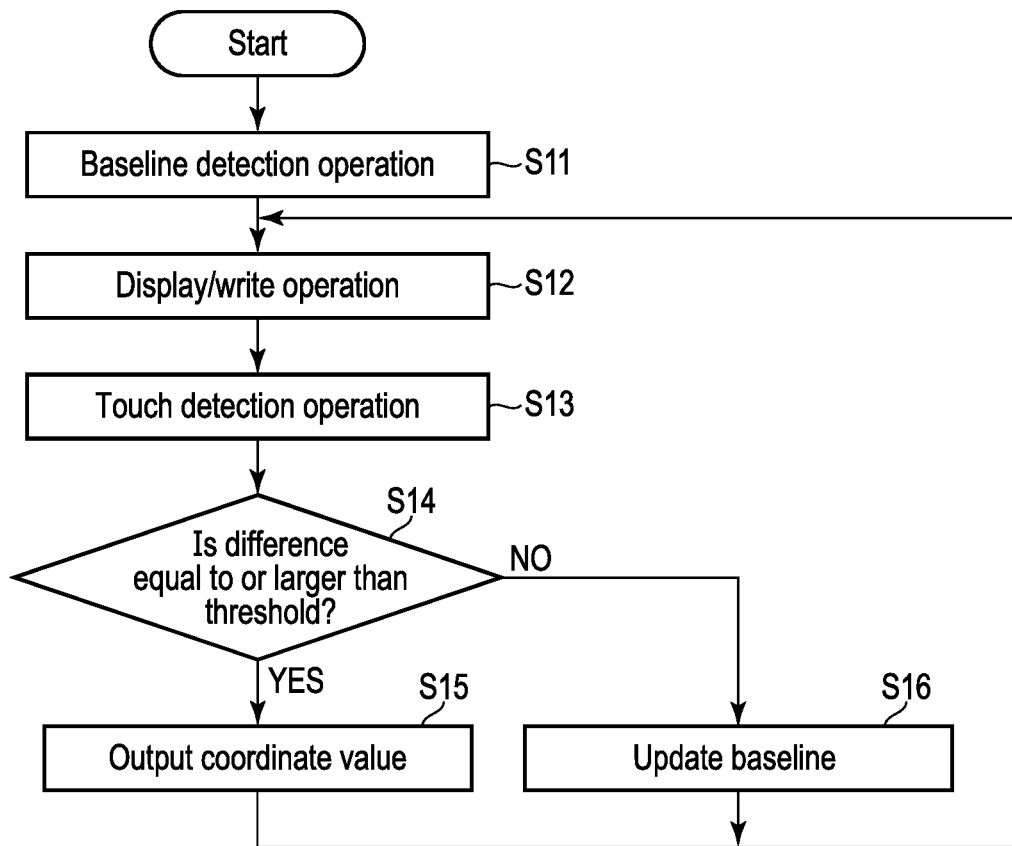 Start
Baseline detection operation
S11
Display/write operation
S12
Touch detection operation
S13
S14
Is difference
equal to or larger than
threshold?
NO
YES
S15
Output coordinate value
S16
Update baseline